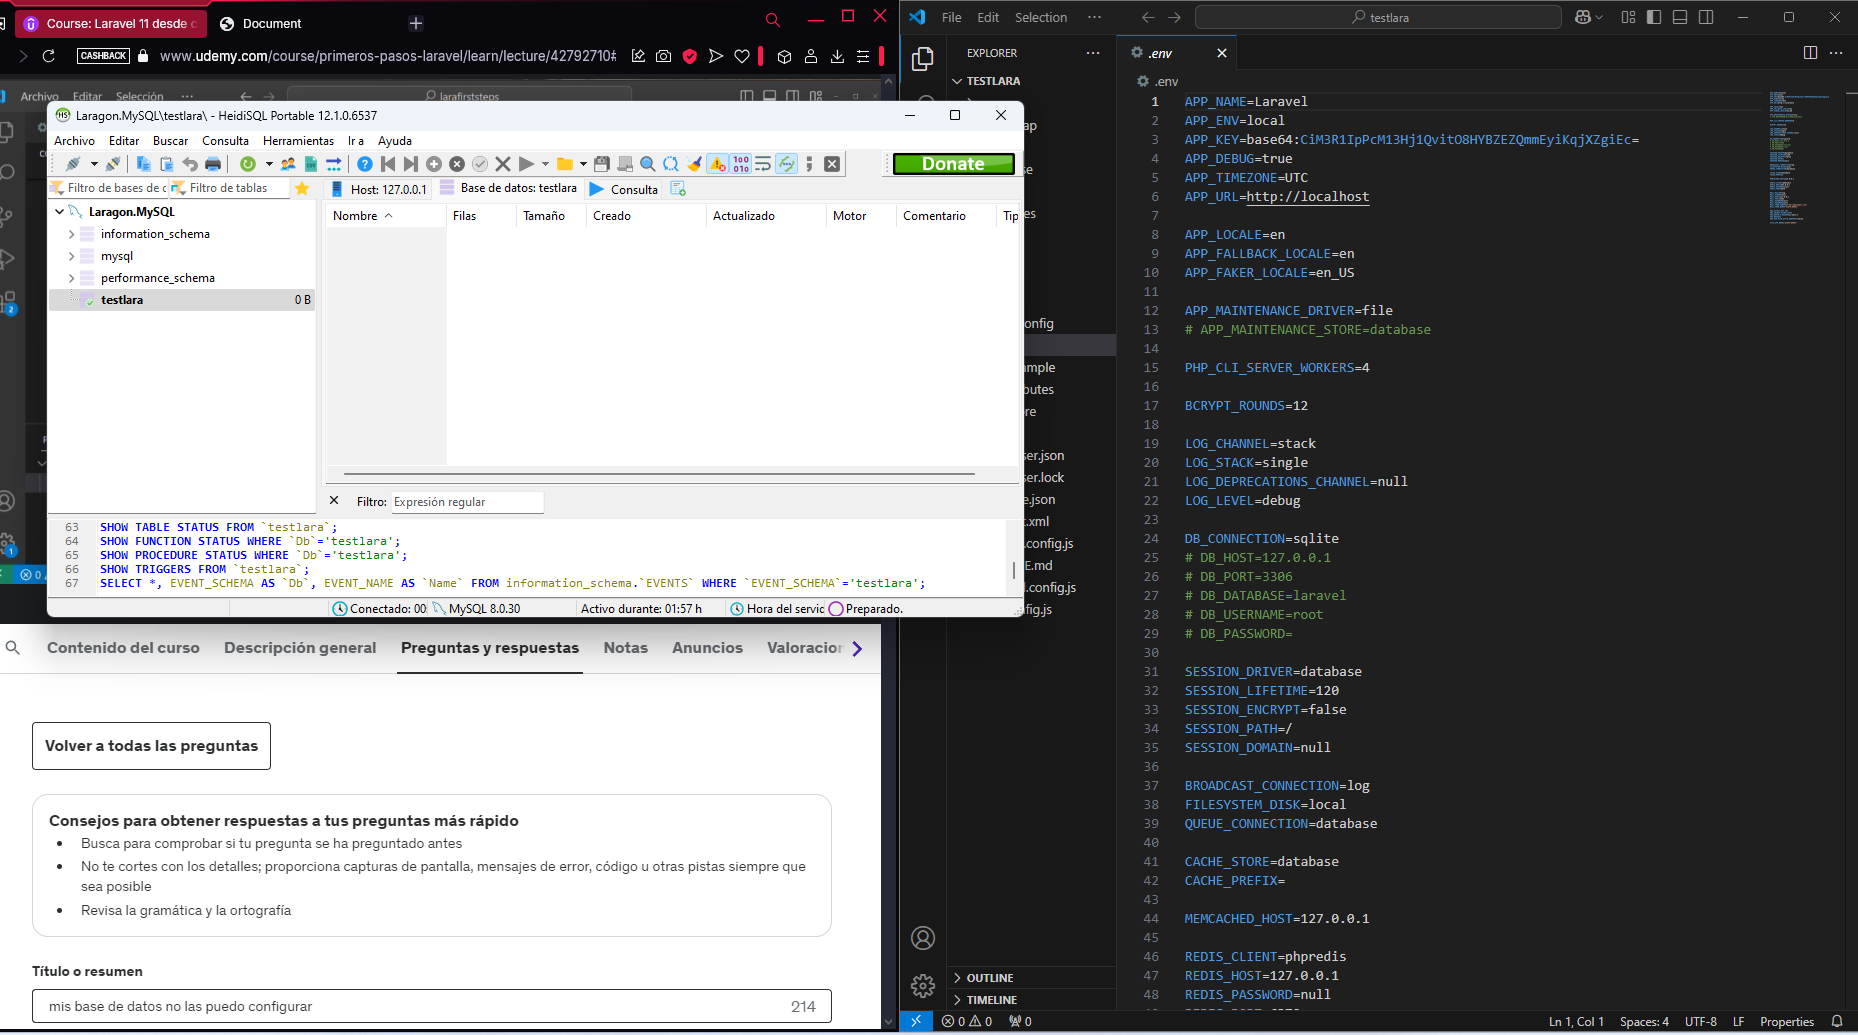 Course: Laravel 11 desde c
Document
CASHBACK
www.udemy.com/course/primeros-pasos-laravel/learn/lecture/42792710#
Archivo Editar Selección ··· larafirststeps
Laragon.MySQL\testlara\ - HeidiSQL Portable 12.1.0.6537
Archivo Editar Buscar Consulta Herramientas Ir a Ayuda
Donate
Filtro de bases de c Filtro de tablas
Host: 127.0.0.1 Base de datos: testlara Consulta
Laragon.MySQL
information_schema
mysql
performance_schema
testlara 0 B
Nombre Filas Tamaño Creado Actualizado Motor Comentario Tip
Filtro: Expresión regular
63 SHOW TABLE STATUS FROM `testlara`;
64 SHOW FUNCTION STATUS WHERE `Db`='testlara';
65 SHOW PROCEDURE STATUS WHERE `Db`='testlara';
66 SHOW TRIGGERS FROM `testlara`;
67 SELECT *, EVENT_SCHEMA AS `Db`, EVENT_NAME AS `Name` FROM information_schema.`EVENTS` WHERE `EVENT_SCHEMA`='testlara';
Conectado: 00: MySQL 8.0.30 Activo durante: 01:57 h Hora del servic Preparado.
Contenido del curso Descripción general Preguntas y respuestas Notas Anuncios Valoracion
Volver a todas las preguntas
Consejos para obtener respuestas a tus preguntas más rápido
• Busca para comprobar si tu pregunta se ha preguntado antes
• No te cortes con los detalles; proporciona capturas de pantalla, mensajes de error, código u otras pistas siempre que
sea posible
• Revisa la gramática y la ortografía
Título o resumen
mis base de datos no las puedo configurar 214
File Edit Selection ···
testlara
EXPLORER ···
TESTLARA
ap
se
es
onfig
mple
outes
re
ser.json
ser.lock
e.json
t.xml
.config.js
E.md
l.config.js
fig.js
OUTLINE
TIMELINE
.env
.env
1 APP_NAME=Laravel
2 APP_ENV=local
3 APP_KEY=base64:CiM3R1IpPcM13Hj1QvitO8HYBZEZQmmEyiKqjXZgiEc=
4 APP_DEBUG=true
5 APP_TIMEZONE=UTC
6 APP_URL=http://localhost
7
8 APP_LOCALE=en
9 APP_FALLBACK_LOCALE=en
10 APP_FAKER_LOCALE=en_US
11
12 APP_MAINTENANCE_DRIVER=file
13 # APP_MAINTENANCE_STORE=database
14
15 PHP_CLI_SERVER_WORKERS=4
16
17 BCRYPT_ROUNDS=12
18
19 LOG_CHANNEL=stack
20 LOG_STACK=single
21 LOG_DEPRECATIONS_CHANNEL=null
22 LOG_LEVEL=debug
23
24 DB_CONNECTION=sqlite
25 # DB_HOST=127.0.0.1
26 # DB_PORT=3306
27 # DB_DATABASE=laravel
28 # DB_USERNAME=root
29 # DB_PASSWORD=
30
31 SESSION_DRIVER=database
32 SESSION_LIFETIME=120
33 SESSION_ENCRYPT=false
34 SESSION_PATH=/
35 SESSION_DOMAIN=null
36
37 BROADCAST_CONNECTION=log
38 FILESYSTEM_DISK=local
39 QUEUE_CONNECTION=database
40
41 CACHE_STORE=database
42 CACHE_PREFIX=
43
44 MEMCACHED_HOST=127.0.0.1
45
46 REDIS_CLIENT=phpredis
47 REDIS_HOST=127.0.0.1
48 REDIS_PASSWORD=null
0 0 0 Ln 1, Col 1 Spaces: 4 UTF-8 LF Properties